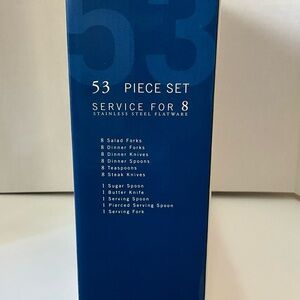 53
53 PIECE SET
SERVICE FOR 8
STAINLESS STEEL FLATWARE
8 Salad Forks
8 Dinner Forks
8 Dinner Knives
8 Dinner Spoons
8 Teaspoons
8 Steak Knives
1 Sugar Spoon
1 Butter Knife
1 Serving Spoon
1 Pierced Serving Spoon
1 Serving Fork